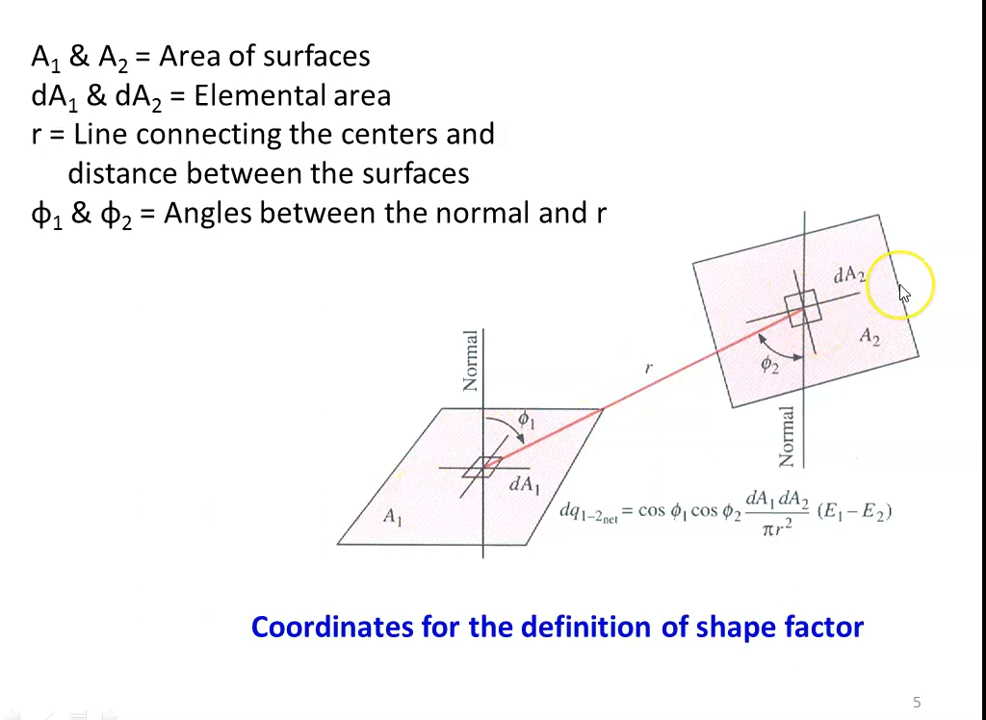 A₁ & A₂ = Area of surfaces
dA₁ & dA₂ = Elemental area
r = Line connecting the centers and
distance between the surfaces
ϕ₁ & ϕ₂ = Angles between the normal and r
dA₂
A₂
ϕ₂
Normal
r
Normal
ϕ₁
dA₁
A₁
dq₁₋₂net = cos ϕ₁ cos ϕ₂ dA₁ dA₂ / πr² (E₁ – E₂)
Coordinates for the definition of shape factor
5